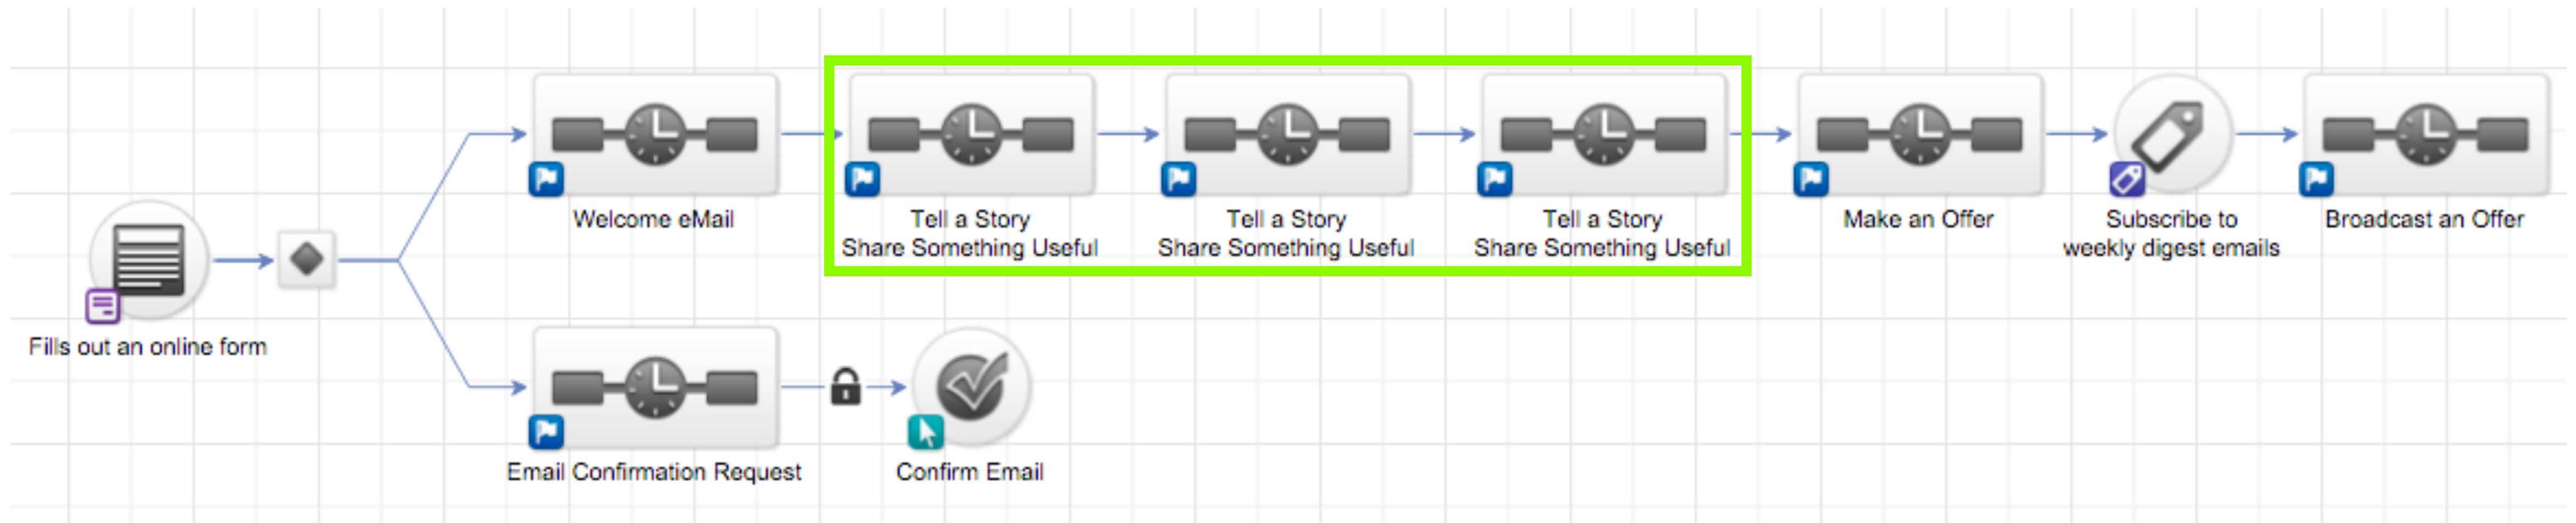 Fills out an online form
Welcome eMail
Tell a Story
Share Something Useful
Tell a Story
Share Something Useful
Tell a Story
Share Something Useful
Make an Offer
Subscribe to
weekly digest emails
Broadcast an Offer
Email Confirmation Request
Confirm Email